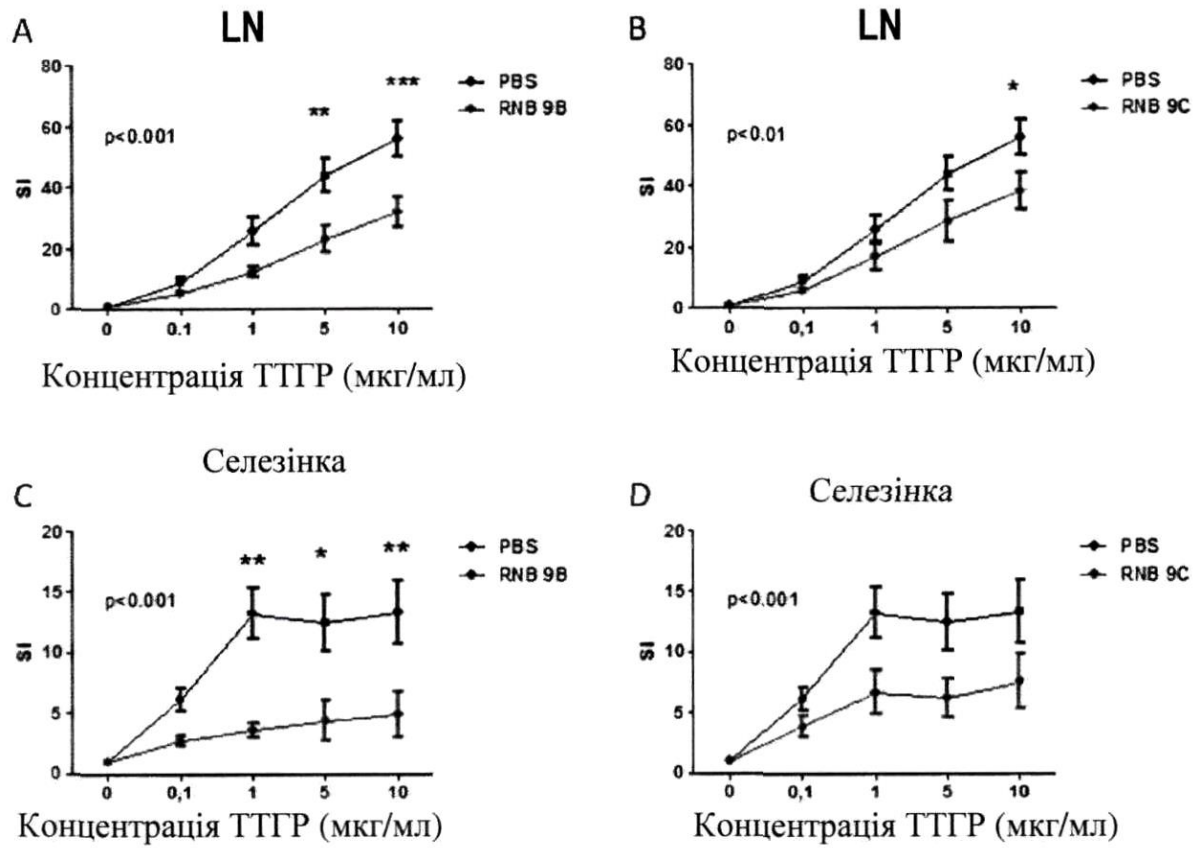 A
LN
80
60
40
20
0
SI
p<0.001
**
***
PBS
RNB 9B
0
0.1
1
5
10
Концентрація ТТГР (мкг/мл)
B
LN
80
60
40
20
0
SI
p<0.01
*
PBS
RNB 9C
0
0,1
1
5
10
Концентрація ТТГР (мкг/мл)
Селезінка
C
20
15
10
5
0
SI
p<0.001
**
*
**
PBS
RNB 9B
0
0,1
1
5
10
Концентрація ТТГР (мкг/мл)
D
Селезінка
20
15
10
5
0
SI
p<0.001
PBS
RNB 9C
0
0,1
1
5
10
Концентрація ТТГР (мкг/мл)